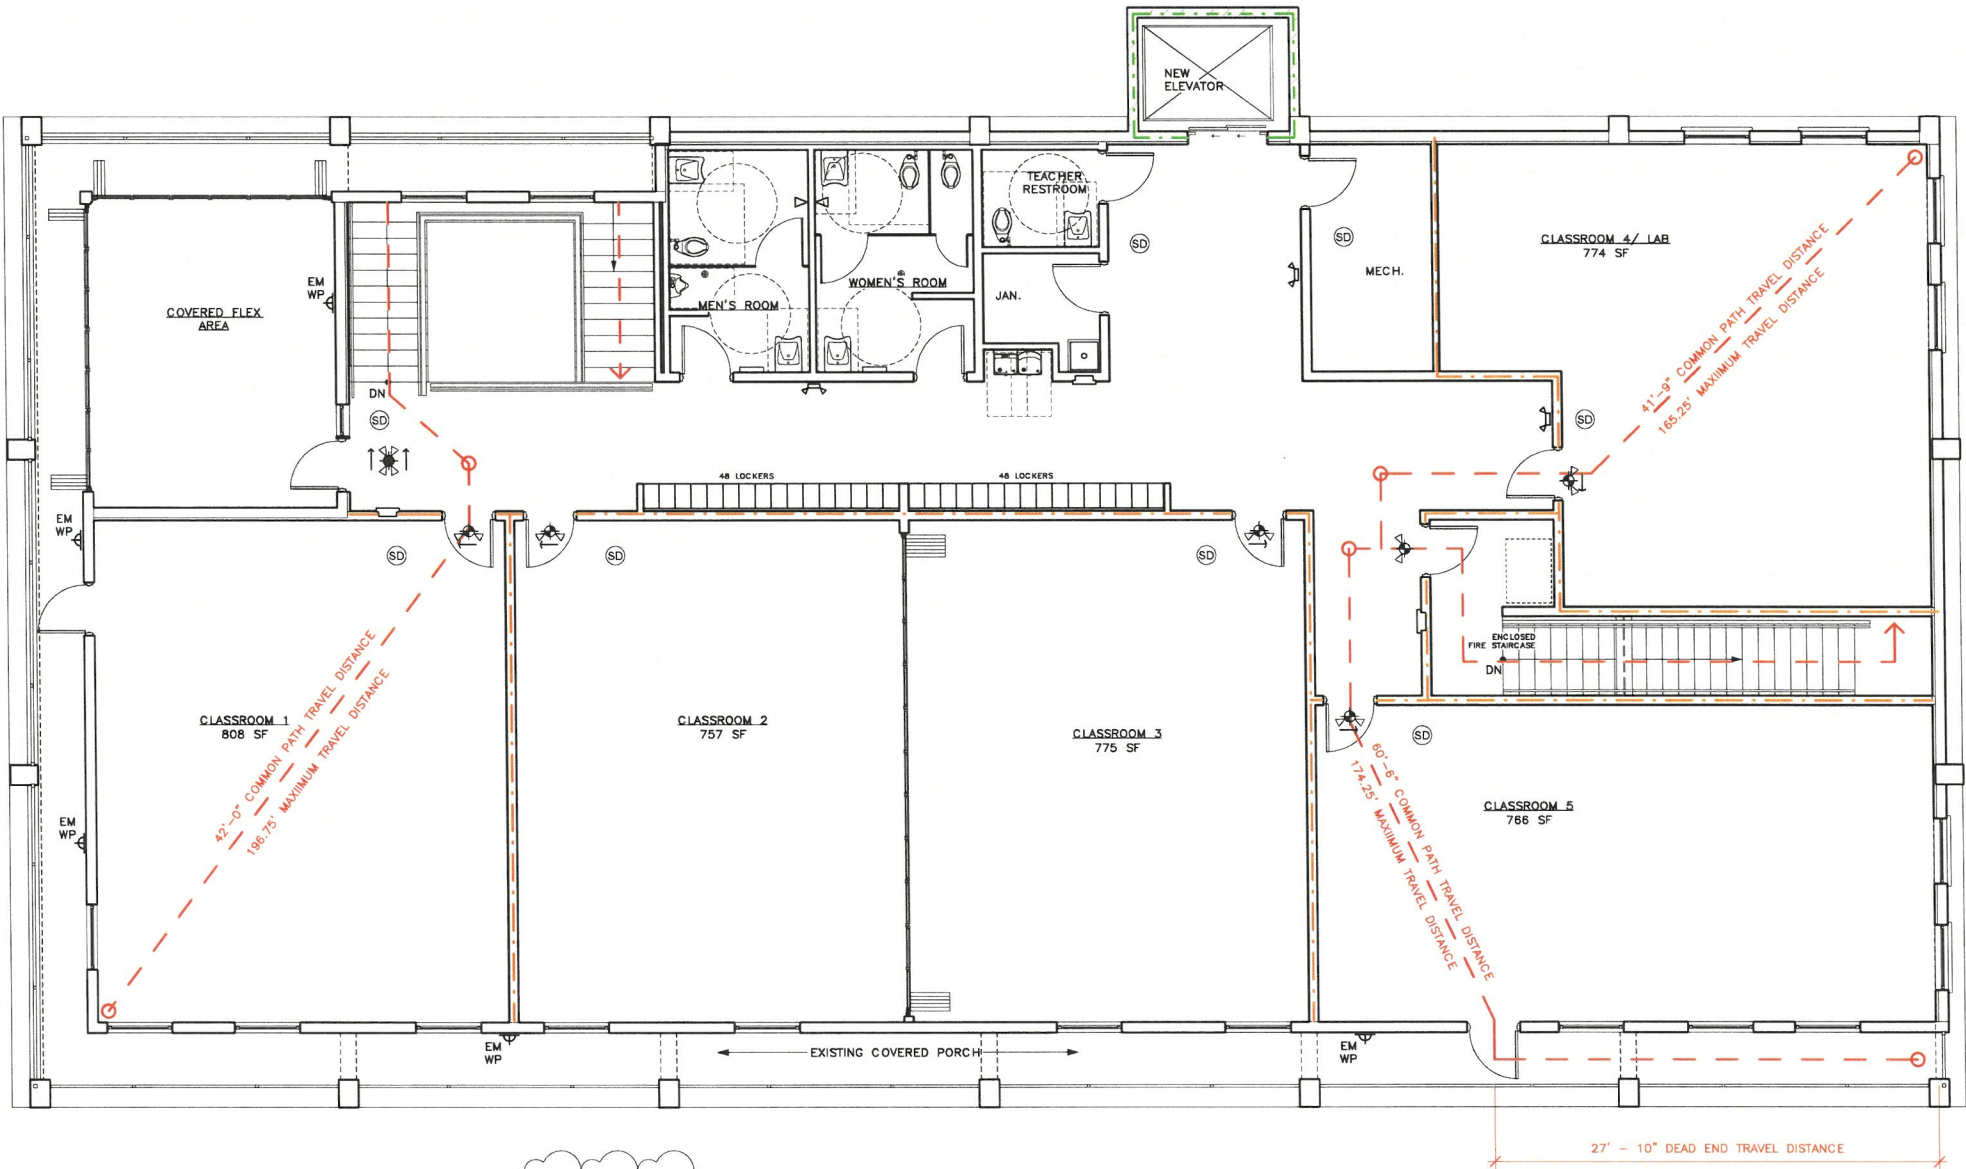 NEW
ELEVATOR
TEACHER
RESTROOM
SD
SD
MECH.
CLASSROOM 4/ LAB
774 SF
41'-9" COMMON PATH TRAVEL DISTANCE
165.25' MAXIIMUM TRAVEL DISTANCE
EM
WP
COVERED FLEX
AREA
MEN'S ROOM
WOMEN'S ROOM
JAN.
DN
SD
SD
48 LOCKERS
48 LOCKERS
EM
WP
SD
SD
SD
ENCLOSED
FIRE STAIRCASE
DN
CLASSROOM 1
808 SF
42'-0" COMMON PATH TRAVEL DISTANCE
196.75' MAXIIMUM TRAVEL DISTANCE
CLASSROOM 2
757 SF
CLASSROOM 3
775 SF
SD
60'-6" COMMON PATH TRAVEL DISTANCE
174.25' MAXIIMUM TRAVEL DISTANCE
CLASSROOM 5
766 SF
EM
WP
EM
WP
EXISTING COVERED PORCH
EM
WP
27' - 10" DEAD END TRAVEL DISTANCE